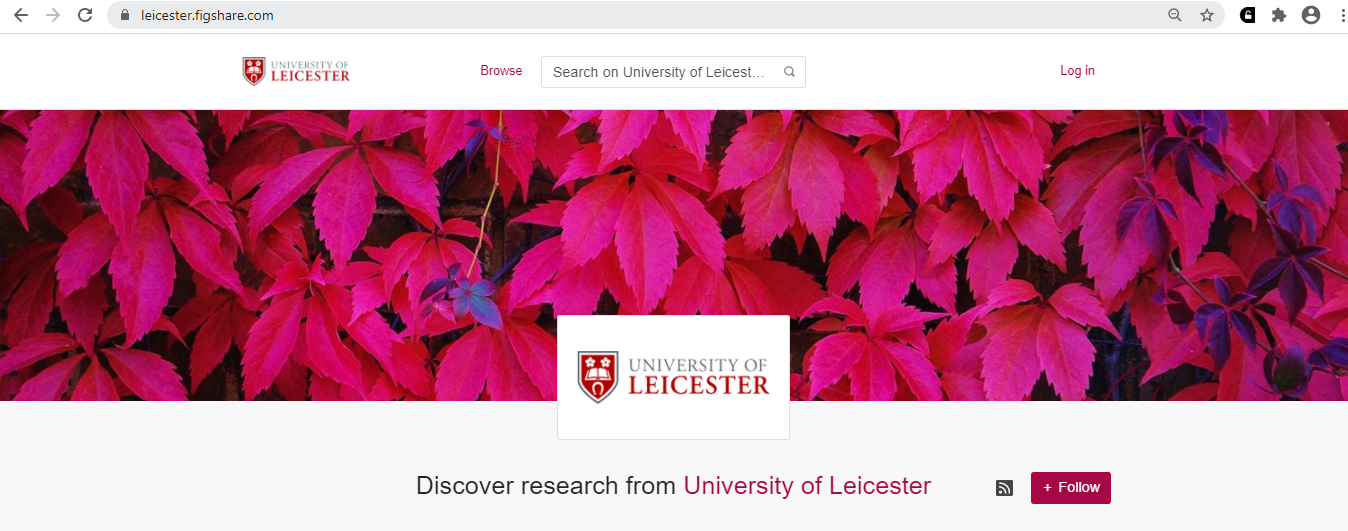 leicester.figshare.com
UNIVERSITY OF
LEICESTER
Browse
Search on University of Leicest...
Log in
UNIVERSITY OF
LEICESTER
Discover research from University of Leicester
+ Follow